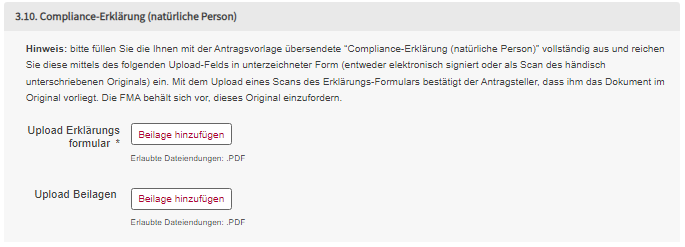 3.10. Compliance-Erklärung (natürliche Person)
Hinweis: bitte füllen Sie die Ihnen mit der Antragsvorlage übersendete "Compliance-Erklärung (natürliche Person)" vollständig aus und reichen
Sie diese mittels des folgenden Upload-Felds in unterzeichneter Form (entweder elektronisch signiert oder als Scan des händisch
unterschriebenen Originals) ein. Mit dem Upload eines Scans des Erklärungs-Formulars bestätigt der Antragsteller, dass ihm das Dokument im
Original vorliegt. Die FMA behält sich vor, dieses Original einzufordern.
Upload Erklärungs
formular *
Beilage hinzufügen
Erlaubte Dateiendungen: .PDF
Upload Beilagen
Beilage hinzufügen
Erlaubte Dateiendungen: .PDF